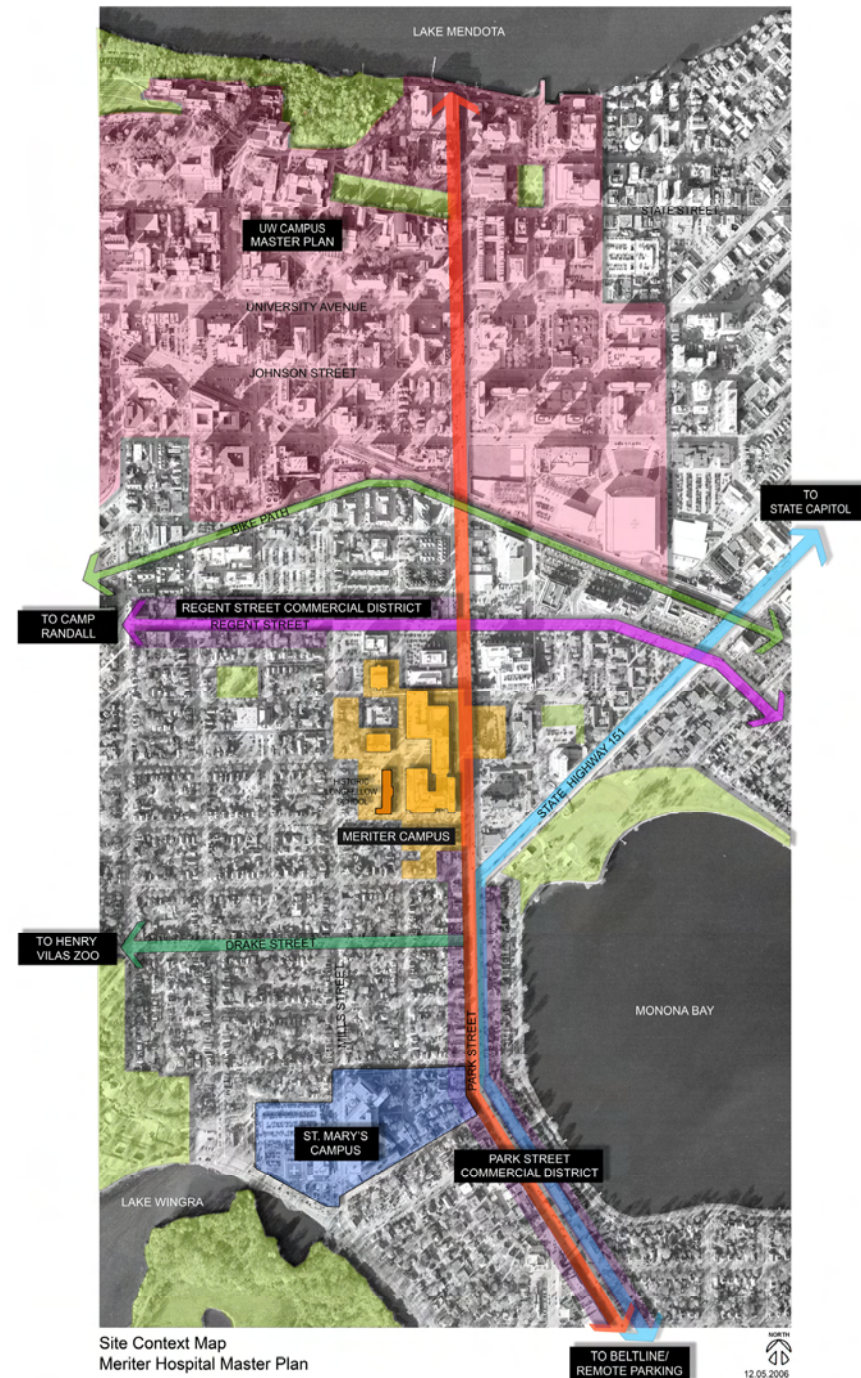 LAKE MENDOTA
STATE STREET
UW CAMPUS
MASTER PLAN
UNIVERSITY AVENUE
JOHNSON STREET
TO
STATE CAPITOL
BIKE PATH
REGENT STREET COMMERCIAL DISTRICT
TO CAMP
RANDALL
REGENT STREET
STATE HIGHWAY 151
HISTORIC
LONGFELLOW
SCHOOL
MERITER CAMPUS
TO HENRY
VILAS ZOO
DRAKE STREET
MILLS STREET
MONONA BAY
PARK STREET
ST. MARY'S
CAMPUS
PARK STREET
COMMERCIAL DISTRICT
LAKE WINGRA
Site Context Map
Meriter Hospital Master Plan
TO BELTLINE/
REMOTE PARKING
NORTH
12.05.2006